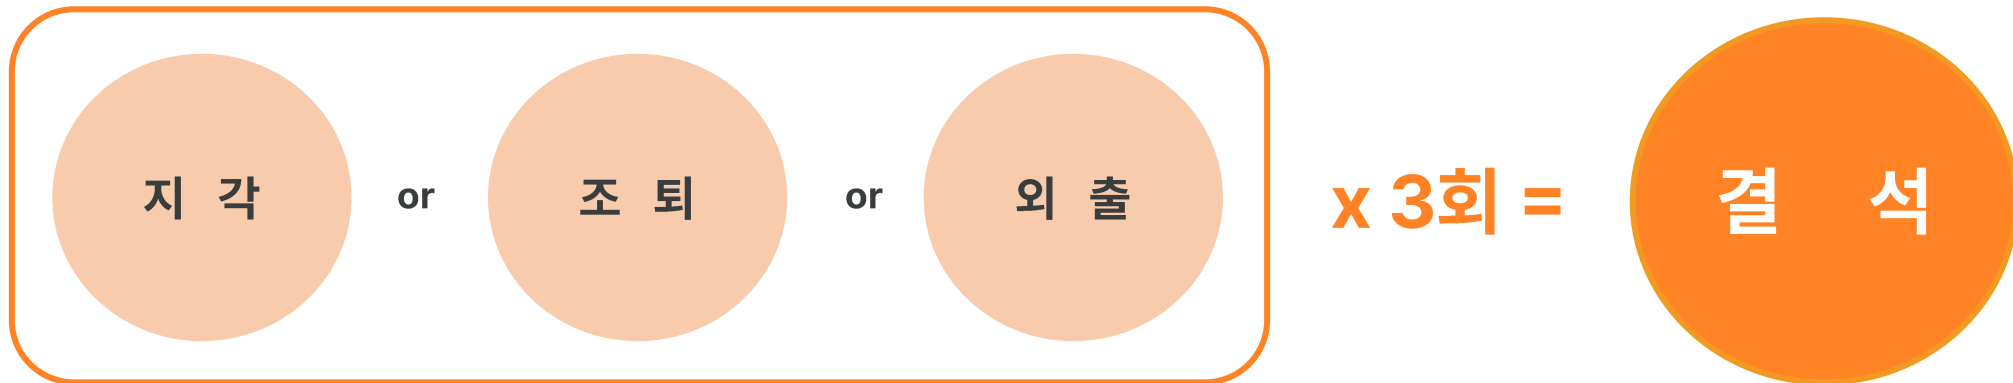 지 각 or 조 퇴 or 외 출 x 3회 = 결 석